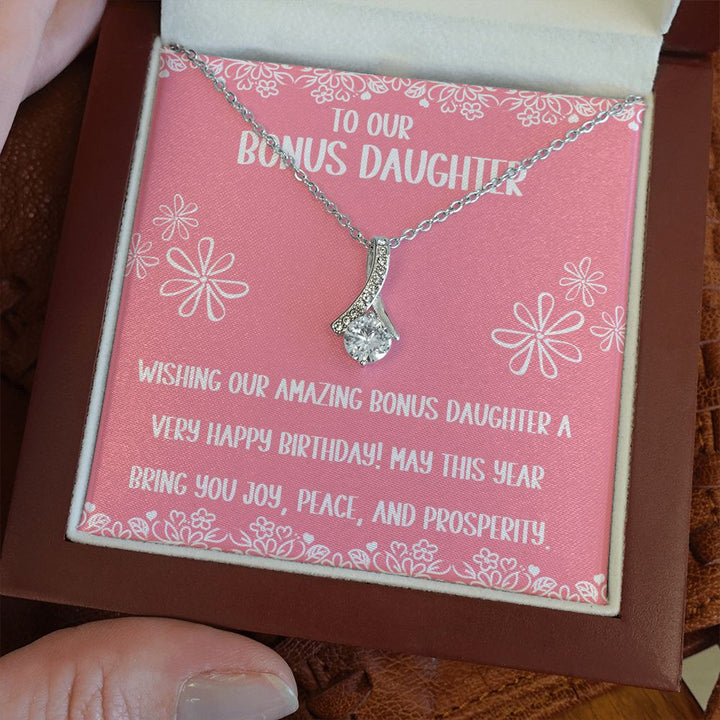 TO OUR
BONUS DAUGHTER
WISHING OUR AMAZING BONUS DAUGHTER A
VERY HAPPY BIRTHDAY! MAY THIS YEAR
BRING YOU JOY, PEACE, AND PROSPERITY.